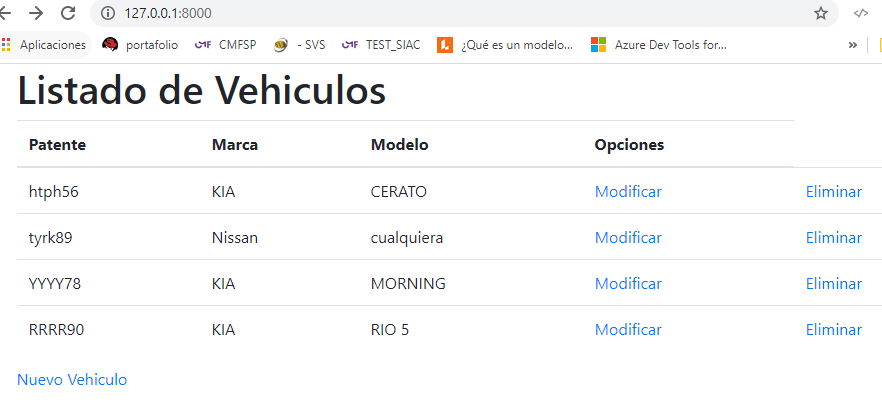 127.0.0.1:8000
Aplicaciones portafolio CMFSP - SVS TEST_SIAC ¿Qué es un modelo... Azure Dev Tools for... »
Listado de Vehiculos
Patente Marca Modelo Opciones
htph56 KIA CERATO Modificar Eliminar
tyrk89 Nissan cualquiera Modificar Eliminar
YYYY78 KIA MORNING Modificar Eliminar
RRRR90 KIA RIO 5 Modificar Eliminar
Nuevo Vehiculo